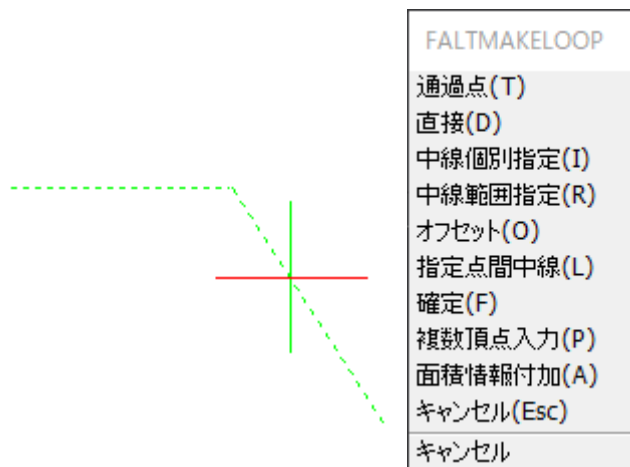 FALTMAKELOOP
通過点(T)
直接(D)
中線個別指定(I)
中線範囲指定(R)
オフセット(O)
指定点間中線(L)
確定(F)
複数頂点入力(P)
面積情報付加(A)
キャンセル(Esc)
キャンセル